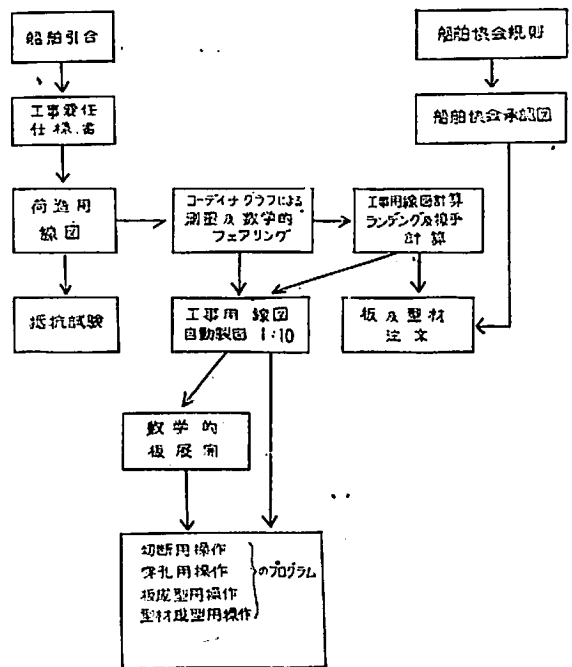 船舶引合
船舶協会規則
工事責任
仕様書
船舶協会承認図
荷造用
線図
コーディナグラフによる
測定及数学的
フェアリング
工事用線図計算
ランデング及換手
計算
抵抗試験
工事用線図
自動製図 1:10
板及型材
注文
数学的
板展開
切断用操作
穿孔用操作
板成型用操作
型材成型用操作
のプログラム